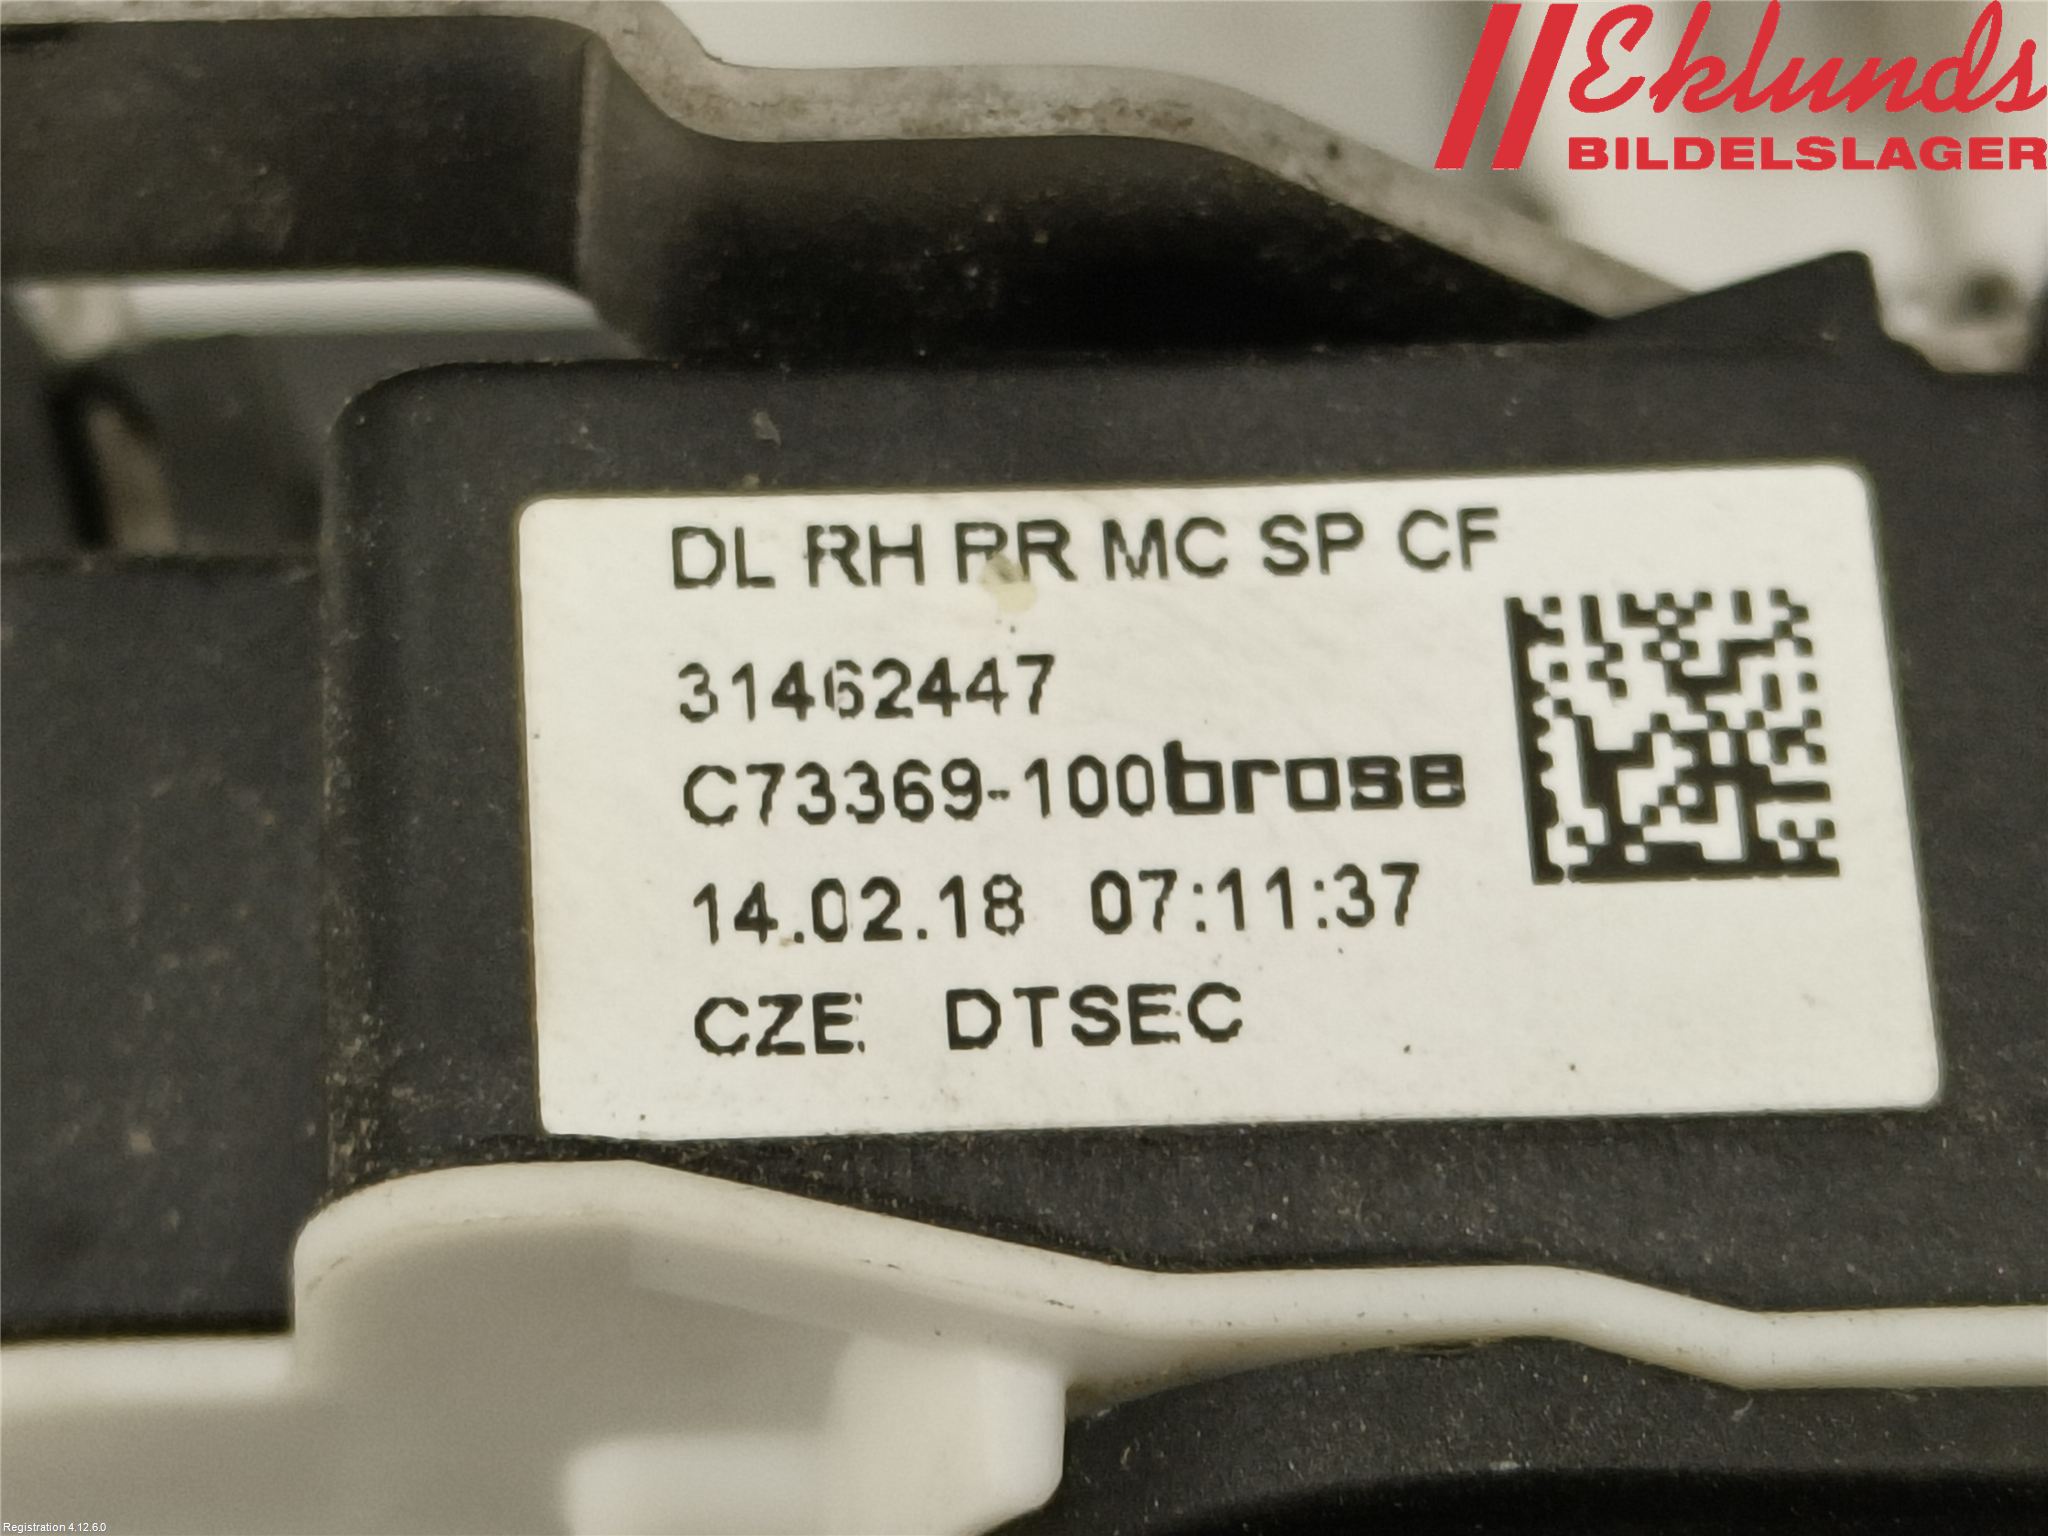 Eklunds
BILDELSLAGER
DL RH RR MC SP CF
31462447
C73369-100brose
14.02.18 07:11:37
CZE DTSEC
Registration 4.12.6.0